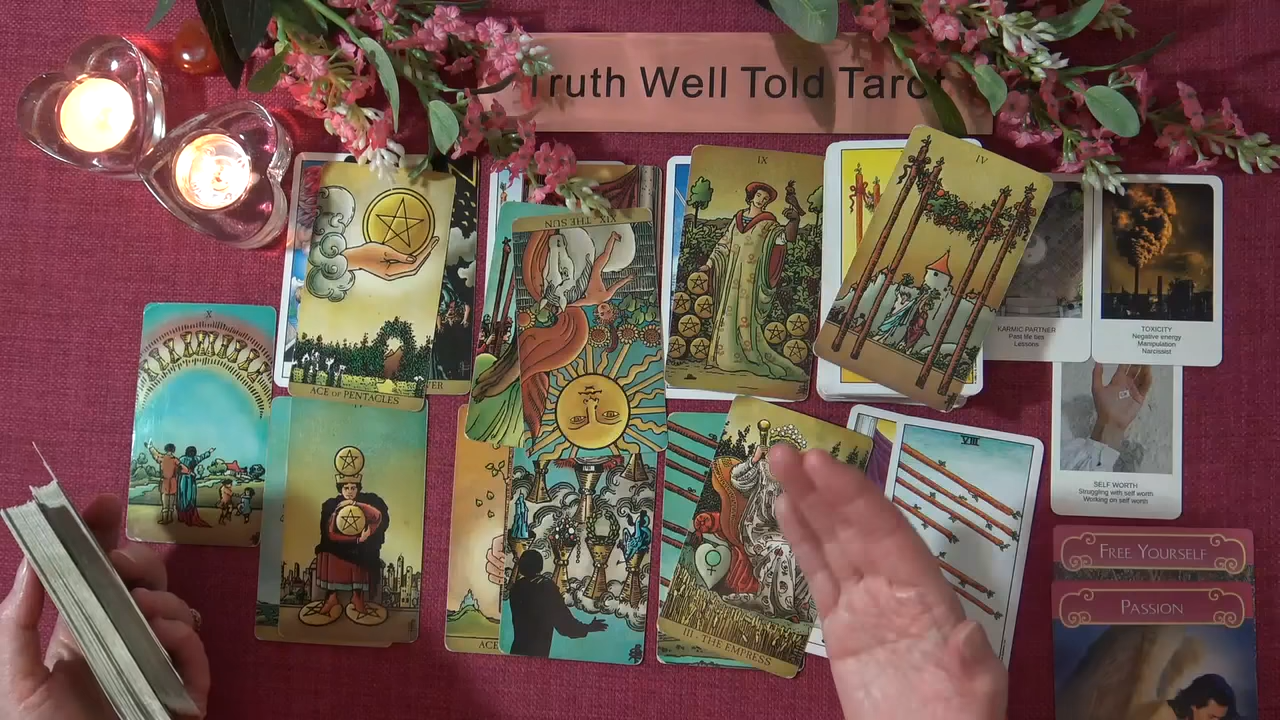 Truth Well Told Tarot
XIX THE SUN
IX
IV
ACE OF PENTACLES
KARMIC PARTNER
Past life ties
Lessons
TOXICITY
Negative energy
Manipulation
Narcissist
X
VIII
SELF WORTH
Struggling with self worth
Working on self worth
III • THE EMPRESS
ACE
FREE YOURSELF
PASSION